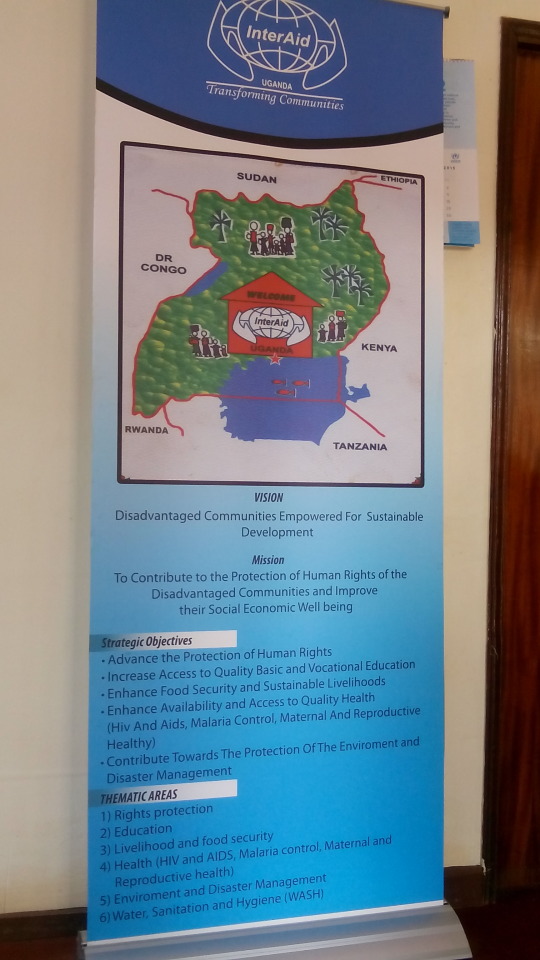 InterAid
UGANDA
Transforming Communities
SUDAN
ETHIOPIA
DR
CONGO
WELCOME
InterAid
UGANDA
KENYA
RWANDA
TANZANIA
VISION
Disadvantaged Communities Empowered For Sustainable
Development
Mission
To Contribute to the Protection of Human Rights of the
Disadvantaged Communities and Improve
their Social Economic Well being
Strategic Objectives
• Advance the Protection of Human Rights
• Increase Access to Quality Basic and Vocational Education
• Enhance Food Security and Sustainable Livelihoods
• Enhance Availability and Access to Quality Health
(Hiv And Aids, Malaria Control, Maternal And Reproductive
Healthy)
• Contribute Towards The Protection Of The Enviroment and
Disaster Management
THEMATIC AREAS
1) Rights protection
2) Education
3) Livelihood and food security
4) Health (HIV and AIDS, Malaria control, Maternal and
Reproductive health)
5) Enviroment and Disaster Management
6) Water, Sanitation and Hygiene (WASH)